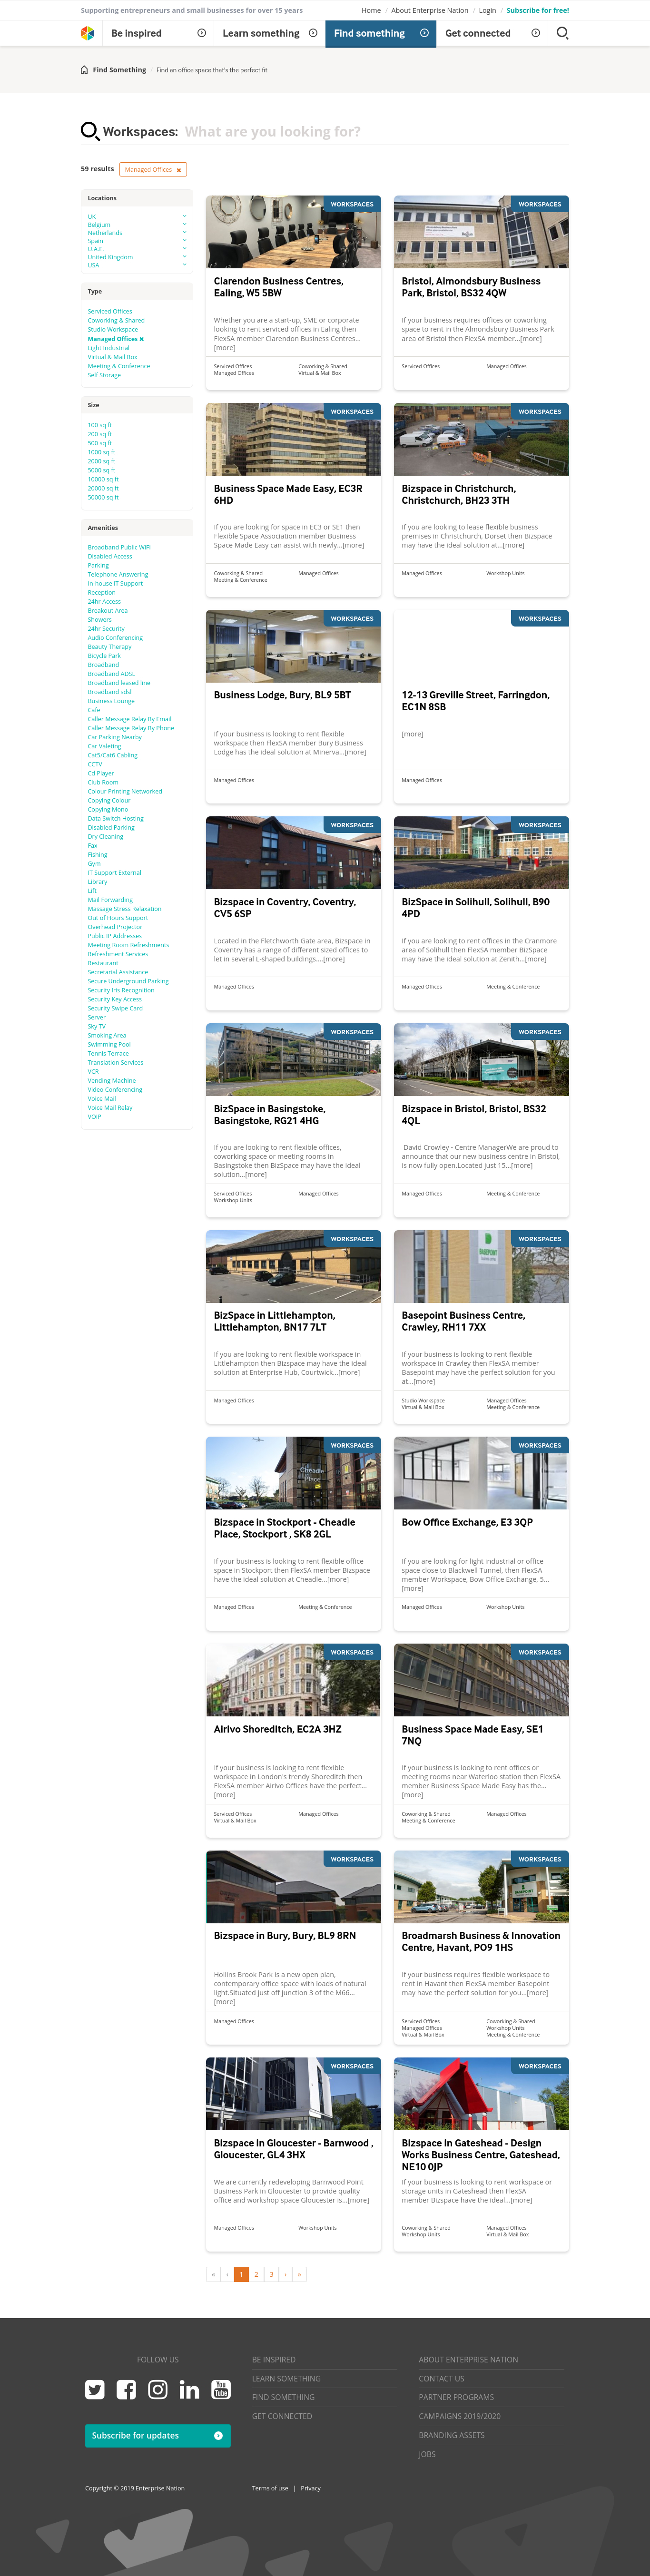 Supporting entrepreneurs and small businesses for over 15 years
Home / About Enterprise Nation / Login / Subscribe for free!
Be inspired
Learn something
Find something
Get connected
Find Something / Find an office space that's the perfect fit
Workspaces: What are you looking for?
59 results Managed Offices ✖
Locations
UK
Belgium
Netherlands
Spain
U.A.E.
United Kingdom
USA
Type
Serviced Offices
Coworking & Shared
Studio Workspace
Managed Offices ✖
Light Industrial
Virtual & Mail Box
Meeting & Conference
Self Storage
Size
100 sq ft
200 sq ft
500 sq ft
1000 sq ft
2000 sq ft
5000 sq ft
10000 sq ft
20000 sq ft
50000 sq ft
Amenities
Broadband Public WiFi
Disabled Access
Parking
Telephone Answering
In-house IT Support
Reception
24hr Access
Breakout Area
Showers
24hr Security
Audio Conferencing
Beauty Therapy
Bicycle Park
Broadband
Broadband ADSL
Broadband leased line
Broadband sdsl
Business Lounge
Cafe
Caller Message Relay By Email
Caller Message Relay By Phone
Car Parking Nearby
Car Valeting
Cat5/Cat6 Cabling
CCTV
Cd Player
Club Room
Colour Printing Networked
Copying Colour
Copying Mono
Data Switch Hosting
Disabled Parking
Dry Cleaning
Fax
Fishing
Gym
IT Support External
Library
Lift
Mail Forwarding
Massage Stress Relaxation
Out of Hours Support
Overhead Projector
Public IP Addresses
Meeting Room Refreshments
Refreshment Services
Restaurant
Secretarial Assistance
Secure Underground Parking
Security Iris Recognition
Security Key Access
Security Swipe Card
Server
Sky TV
Smoking Area
Swimming Pool
Tennis Terrace
Translation Services
VCR
Vending Machine
Video Conferencing
Voice Mail
Voice Mail Relay
VOIP
WORKSPACES
Clarendon Business Centres,
Ealing, W5 5BW
Whether you are a start-up, SME or corporate
looking to rent serviced offices in Ealing then
FlexSA member Clarendon Business Centres...
[more]
Serviced Offices Coworking & Shared
Managed Offices Virtual & Mail Box
WORKSPACES
Bristol, Almondsbury Business
Park, Bristol, BS32 4QW
If your business requires offices or coworking
space to rent in the Almondsbury Business Park
area of Bristol then FlexSA member...[more]
Serviced Offices Managed Offices
WORKSPACES
Business Space Made Easy, EC3R
6HD
If you are looking for space in EC3 or SE1 then
Flexible Space Association member Business
Space Made Easy can assist with newly...[more]
Coworking & Shared Managed Offices
Meeting & Conference
WORKSPACES
Bizspace in Christchurch,
Christchurch, BH23 3TH
If you are looking to lease flexible business
premises in Christchurch, Dorset then Bizspace
may have the ideal solution at...[more]
Managed Offices Workshop Units
WORKSPACES
Business Lodge, Bury, BL9 5BT
If your business is looking to rent flexible
workspace then FlexSA member Bury Business
Lodge has the ideal solution at Minerva...[more]
Managed Offices
WORKSPACES
12-13 Greville Street, Farringdon,
EC1N 8SB
[more]
Managed Offices
WORKSPACES
Bizspace in Coventry, Coventry,
CV5 6SP
Located in the Fletchworth Gate area, Bizspace in
Coventry has a range of different sized offices to
let in several L-shaped buildings....[more]
Managed Offices
WORKSPACES
BizSpace in Solihull, Solihull, B90
4PD
If you are looking to rent offices in the Cranmore
area of Solihull then FlexSA member BizSpace
may have the ideal solution at Zenith...[more]
Managed Offices Meeting & Conference
WORKSPACES
BizSpace in Basingstoke,
Basingstoke, RG21 4HG
If you are looking to rent flexible offices,
coworking space or meeting rooms in
Basingstoke then BizSpace may have the ideal
solution...[more]
Serviced Offices Managed Offices
Workshop Units
WORKSPACES
Bizspace in Bristol, Bristol, BS32
4QL
David Crowley - Centre ManagerWe are proud to
announce that our new business centre in Bristol,
is now fully open.Located just 15...[more]
Managed Offices Meeting & Conference
WORKSPACES
BizSpace in Littlehampton,
Littlehampton, BN17 7LT
If you are looking to rent flexible workspace in
Littlehampton then Bizspace may have the ideal
solution at Enterprise Hub, Courtwick...[more]
Managed Offices
WORKSPACES
BASEPOINT
Basepoint Business Centre,
Crawley, RH11 7XX
If your business is looking to rent flexible
workspace in Crawley then FlexSA member
Basepoint may have the perfect solution for you
at...[more]
Studio Workspace Managed Offices
Virtual & Mail Box Meeting & Conference
WORKSPACES
Cheadle
Place
Bizspace in Stockport - Cheadle
Place, Stockport , SK8 2GL
If your business is looking to rent flexible office
space in Stockport then FlexSA member Bizspace
have the ideal solution at Cheadle...[more]
Managed Offices Meeting & Conference
WORKSPACES
Bow Office Exchange, E3 3QP
If you are looking for light industrial or office
space close to Blackwell Tunnel, then FlexSA
member Workspace, Bow Office Exchange, 5...
[more]
Managed Offices Workshop Units
WORKSPACES
Airivo Shoreditch, EC2A 3HZ
If your business is looking to rent flexible
workspace in London's trendy Shoreditch then
FlexSA member Airivo Offices have the perfect...
[more]
Serviced Offices Managed Offices
Virtual & Mail Box
WORKSPACES
Business Space Made Easy, SE1
7NQ
If your business is looking to rent offices or
meeting rooms near Waterloo station then FlexSA
member Business Space Made Easy has the...
[more]
Coworking & Shared Managed Offices
Meeting & Conference
WORKSPACES
Bizspace in Bury, Bury, BL9 8RN
Hollins Brook Park is a new open plan,
contemporary office space with loads of natural
light.Situated just off junction 3 of the M66...
[more]
Managed Offices
WORKSPACES
BASEPOINT
Broadmarsh Business & Innovation
Centre, Havant, PO9 1HS
If your business requires flexible workspace to
rent in Havant then FlexSA member Basepoint
may have the perfect solution for you...[more]
Serviced Offices Coworking & Shared
Managed Offices Workshop Units
Virtual & Mail Box Meeting & Conference
WORKSPACES
Bizspace in Gloucester - Barnwood ,
Gloucester, GL4 3HX
We are currently redeveloping Barnwood Point
Business Park in Gloucester to provide quality
office and workshop space Gloucester is...[more]
Managed Offices Workshop Units
WORKSPACES
Bizspace in Gateshead - Design
Works Business Centre, Gateshead,
NE10 0JP
If your business is looking to rent workspace or
storage units in Gateshead then FlexSA
member Bizspace have the ideal...[more]
Coworking & Shared Managed Offices
Workshop Units Virtual & Mail Box
« ‹ 1 2 3 › »
FOLLOW US
You
Tube
Subscribe for updates
BE INSPIRED
LEARN SOMETHING
FIND SOMETHING
GET CONNECTED
ABOUT ENTERPRISE NATION
CONTACT US
PARTNER PROGRAMS
CAMPAIGNS 2019/2020
BRANDING ASSETS
JOBS
Copyright © 2019 Enterprise Nation
Terms of use | Privacy